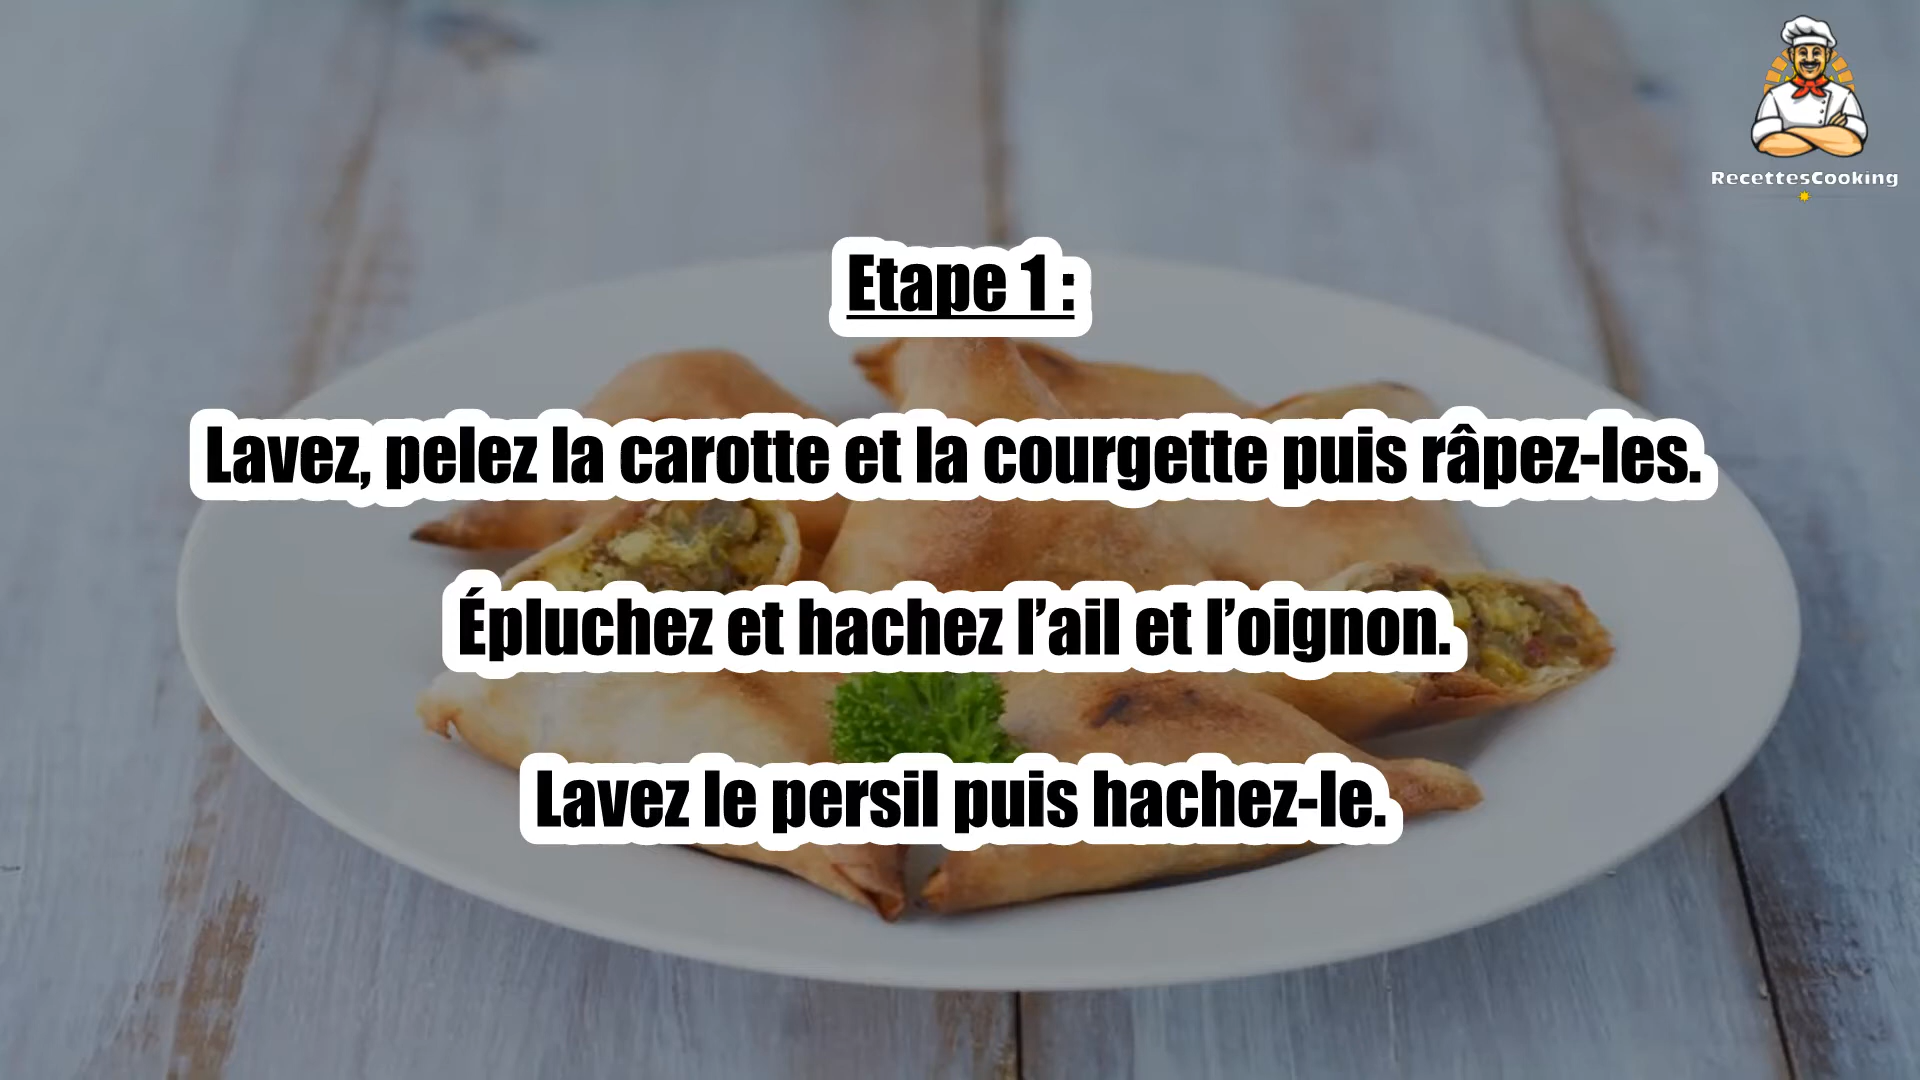 RecettesCooking
Etape 1 :
Lavez, pelez la carotte et la courgette puis râpez-les.
Épluchez et hachez l’ail et l’oignon.
Lavez le persil puis hachez-le.